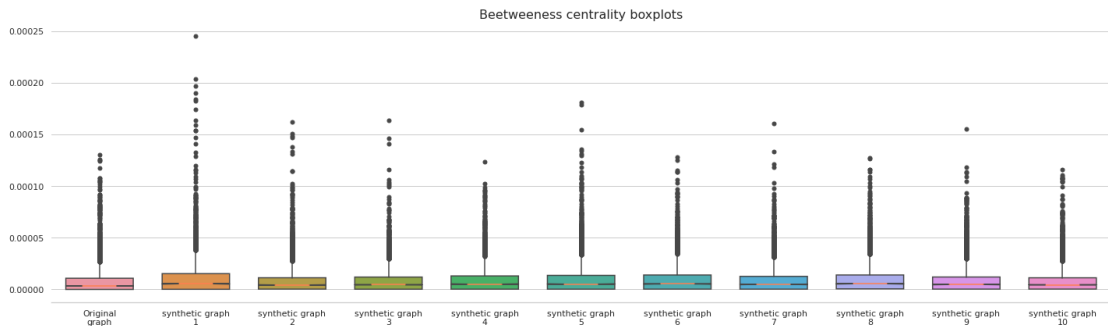 Beetweeness centrality boxplots
0.00025
0.00020
0.00015
0.00010
0.00005
0.00000
Original graph
synthetic graph 1
synthetic graph 2
synthetic graph 3
synthetic graph 4
synthetic graph 5
synthetic graph 6
synthetic graph 7
synthetic graph 8
synthetic graph 9
synthetic graph 10